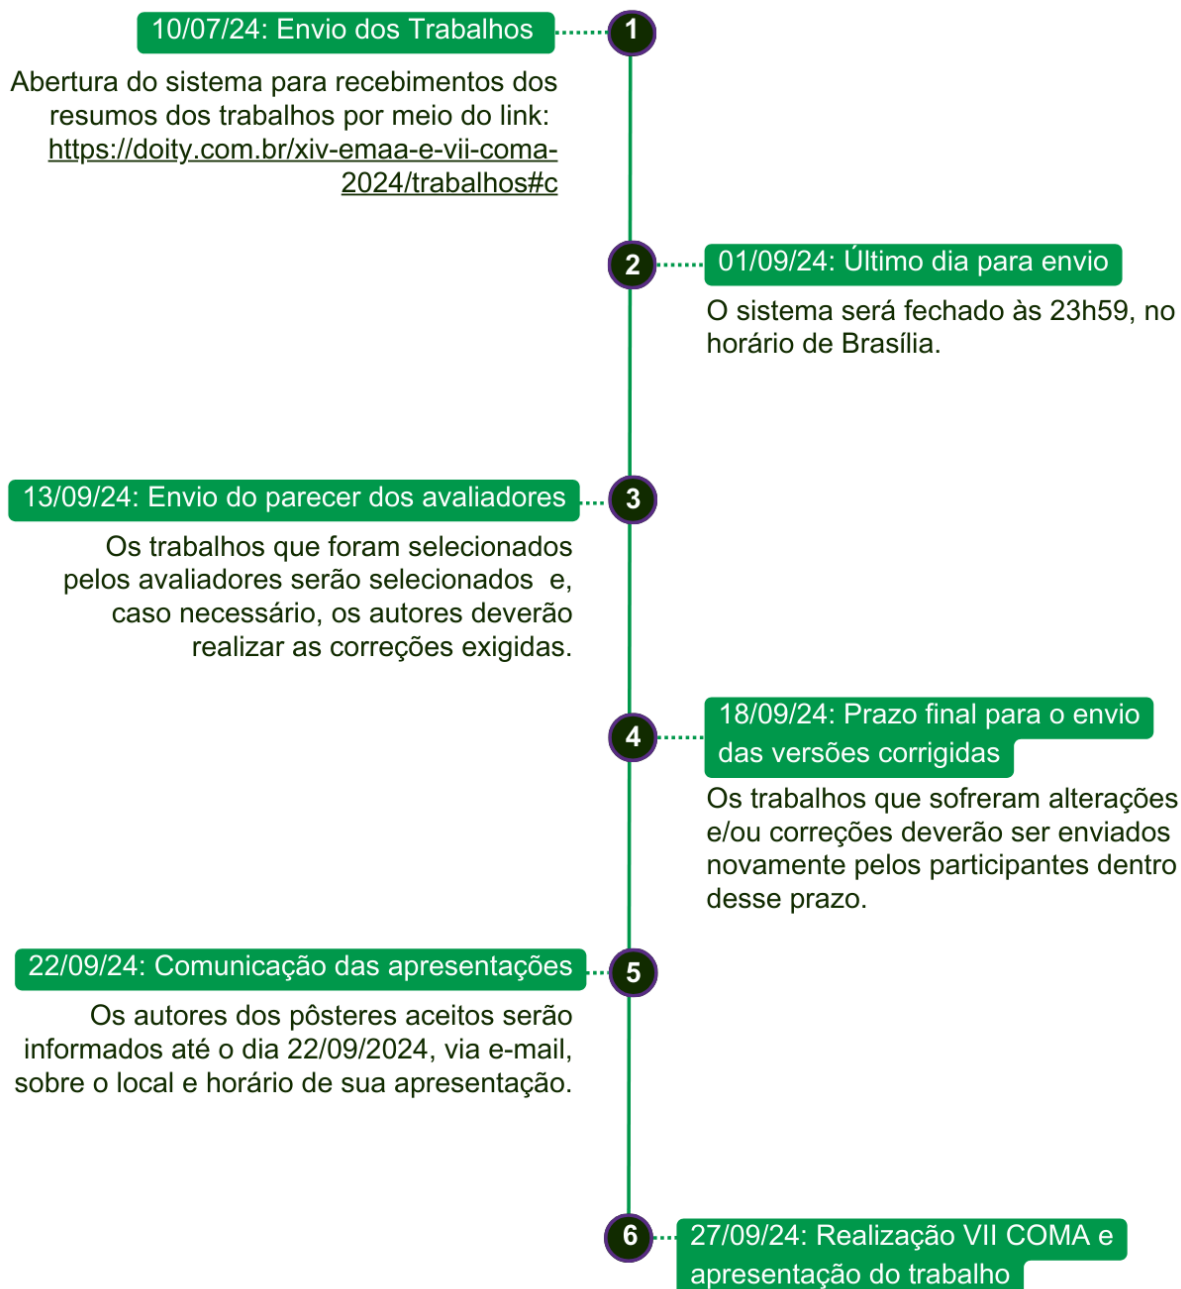 10/07/24: Envio dos Trabalhos
1
Abertura do sistema para recebimentos dos
resumos dos trabalhos por meio do link:
https://doity.com.br/xiv-emaa-e-vii-coma-
2024/trabalhos#c
2
01/09/24: Último dia para envio
O sistema será fechado às 23h59, no
horário de Brasília.
13/09/24: Envio do parecer dos avaliadores
3
Os trabalhos que foram selecionados
pelos avaliadores serão selecionados e,
caso necessário, os autores deverão
realizar as correções exigidas.
4
18/09/24: Prazo final para o envio
das versões corrigidas
Os trabalhos que sofreram alterações
e/ou correções deverão ser enviados
novamente pelos participantes dentro
desse prazo.
22/09/24: Comunicação das apresentações
5
Os autores dos pôsteres aceitos serão
informados até o dia 22/09/2024, via e-mail,
sobre o local e horário de sua apresentação.
6
27/09/24: Realização VII COMA e
apresentação do trabalho